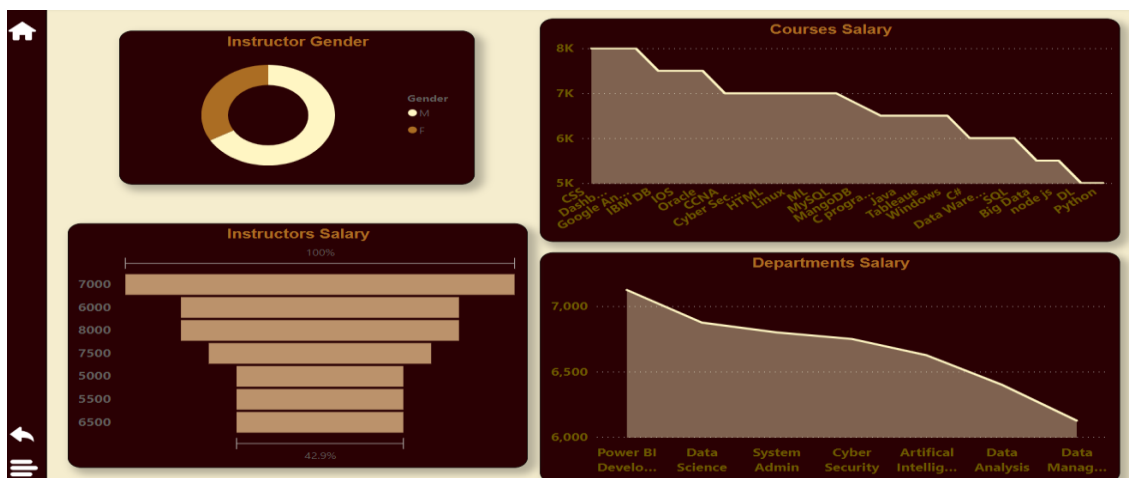 Instructor Gender
Gender
M
F
Courses Salary
8K
7K
6K
5K
CSS
Dashb...
Google An...
IBM DB
IOS
Oracle
CCNA
Cyber Sec...
HTML
Linux
ML
MySQL
MangoDB
C progra...
Java
Tableaue
Windows
C#
Data Ware...
SQL
Big Data
node js
DL
Python
Instructors Salary
100%
7000
6000
8000
7500
5000
5500
6500
42.9%
Departments Salary
7,000
6,500
6,000
Power BI
Develo...
Data
Science
System
Admin
Cyber
Security
Artifical
Intellig...
Data
Analysis
Data
Manag...